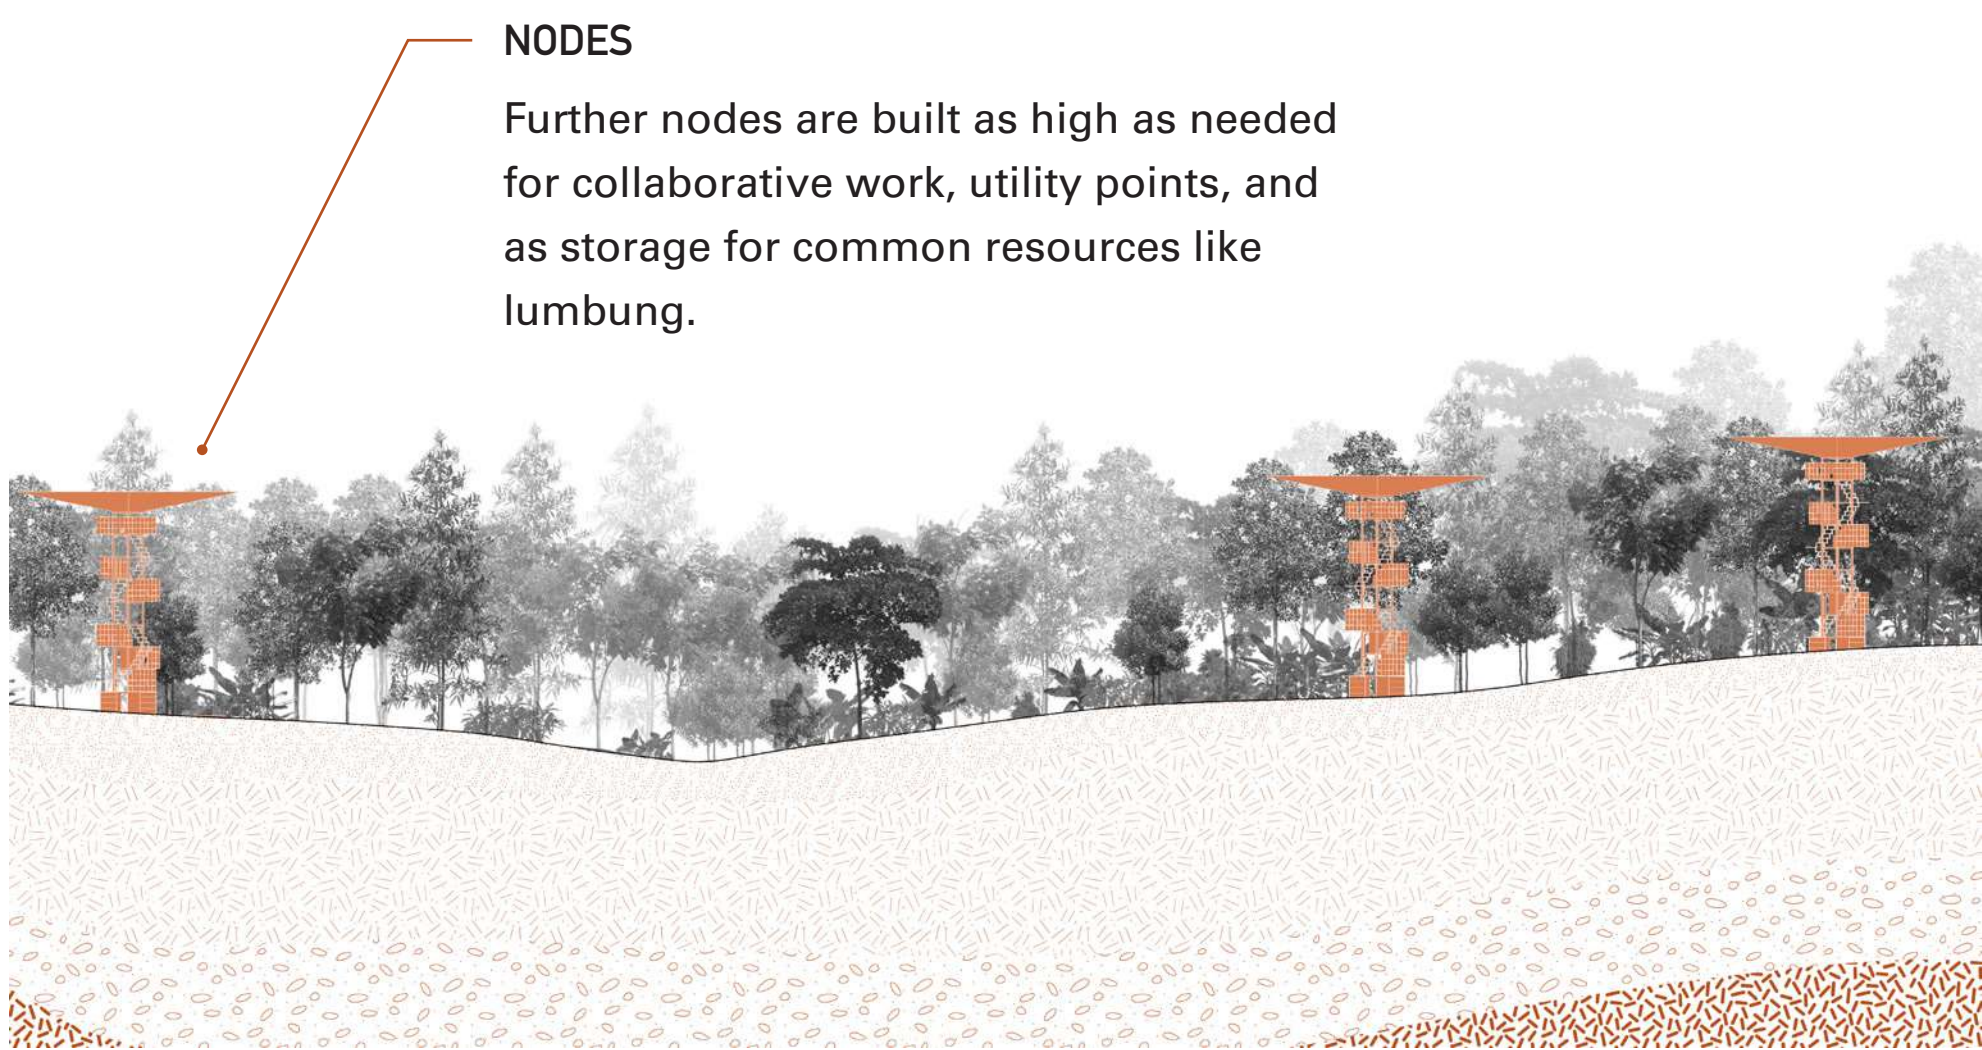 NODES
Further nodes are built as high as needed
for collaborative work, utility points, and
as storage for common resources like
lumbung.